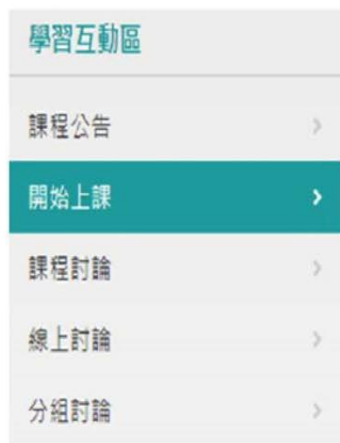 學習互動區
課程公告
開始上課
課程討論
線上討論
分組討論